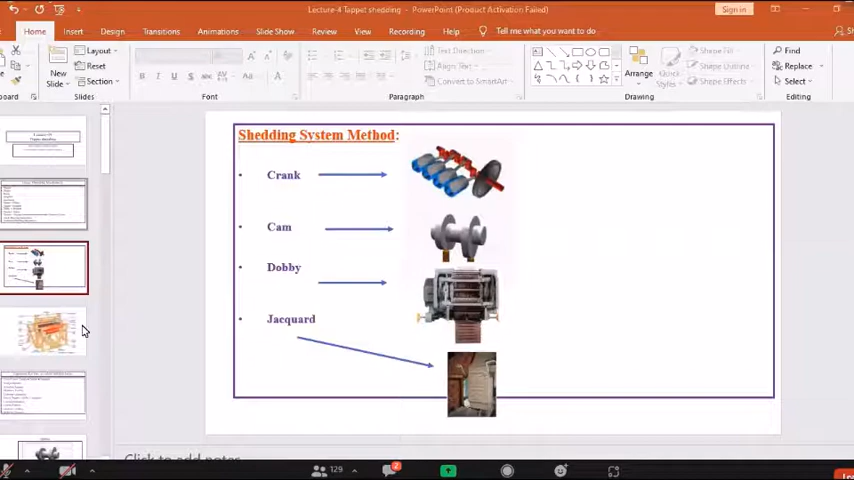 Lecture-4 Tappet shedding - PowerPoint (Product Activation Failed)
Sign in
Home Insert Design Transitions Animations Slide Show Review View Recording Help Tell me what you want to do
New Slide
Layout
Reset
Section
Text Direction
Align Text
Convert to SmartArt
Arrange
Quick Styles
Shape Fill
Shape Outline
Shape Effects
Find
Replace
Select
Slides Font Paragraph Drawing Editing
Shedding System Method:
• Crank
• Cam
• Dobby
• Jacquard
Click to add notes
129
2